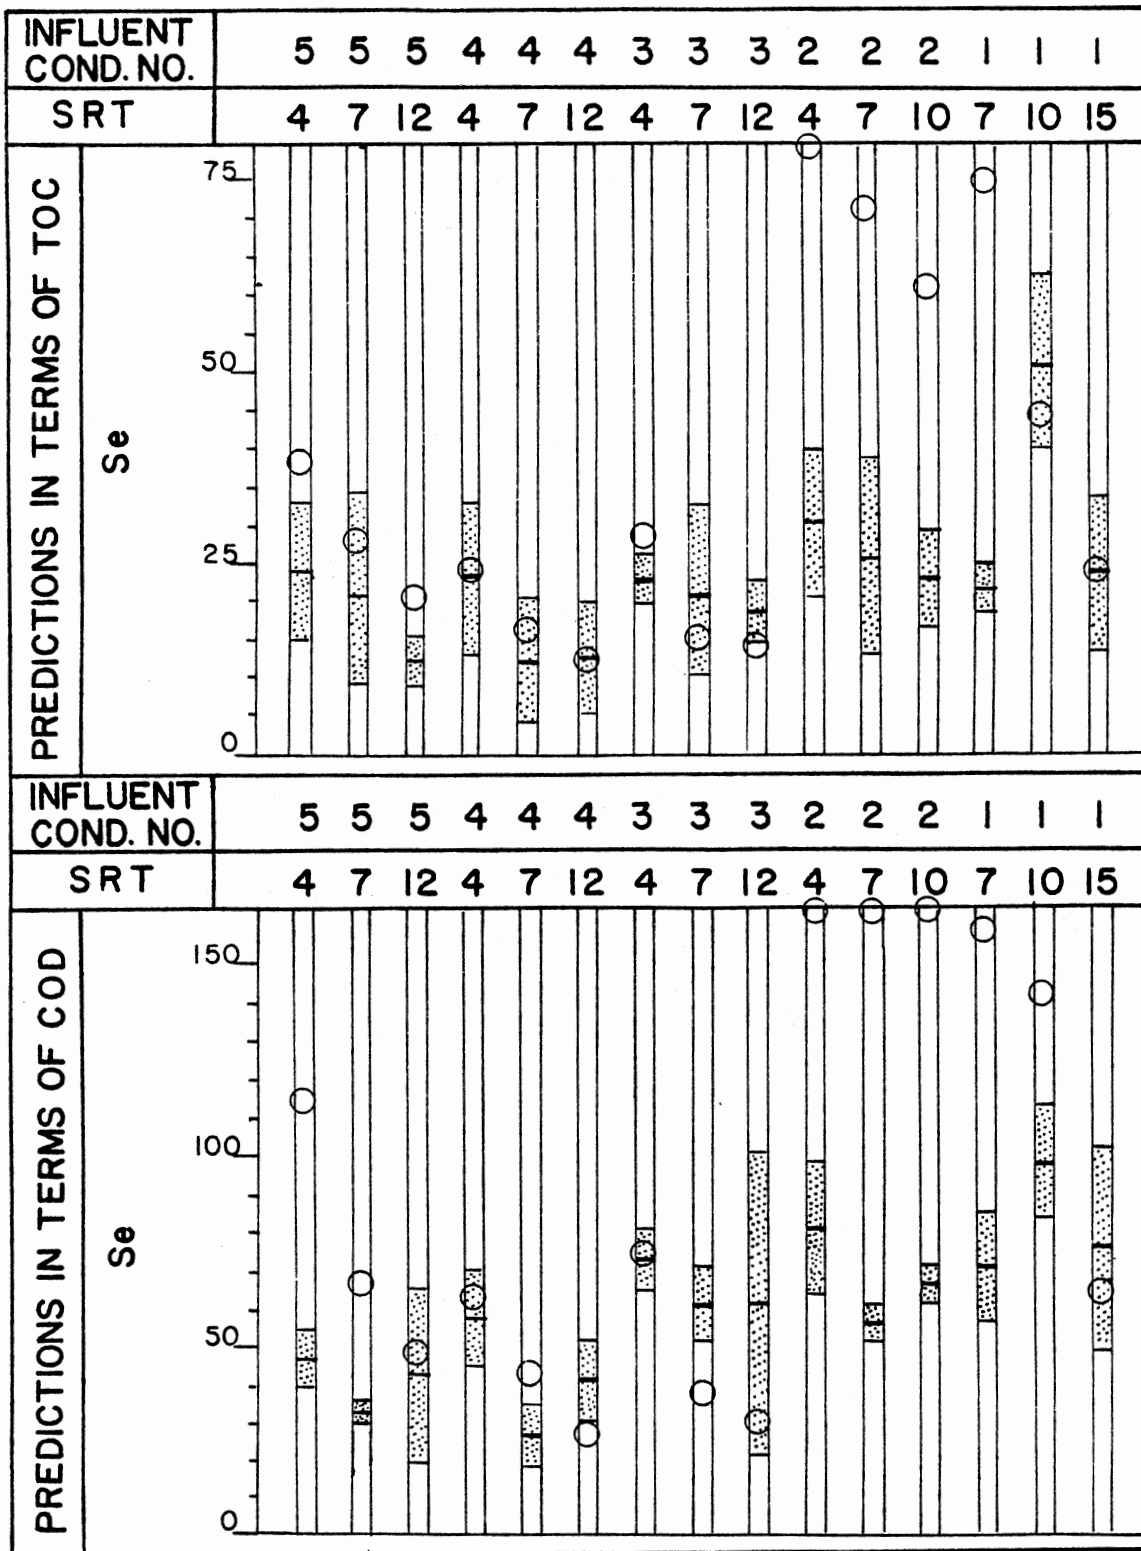 INFLUENT
COND. NO.
5 5 5 4 4 4 3 3 3 2 2 2 1 1 1
SRT
4 7 12 4 7 12 4 7 12 4 7 10 7 10 15
PREDICTIONS IN TERMS OF TOC
Se
75
50
25
0
INFLUENT
COND. NO.
5 5 5 4 4 4 3 3 3 2 2 2 1 1 1
SRT
4 7 12 4 7 12 4 7 12 4 7 10 7 10 15
PREDICTIONS IN TERMS OF COD
Se
150
100
50
0